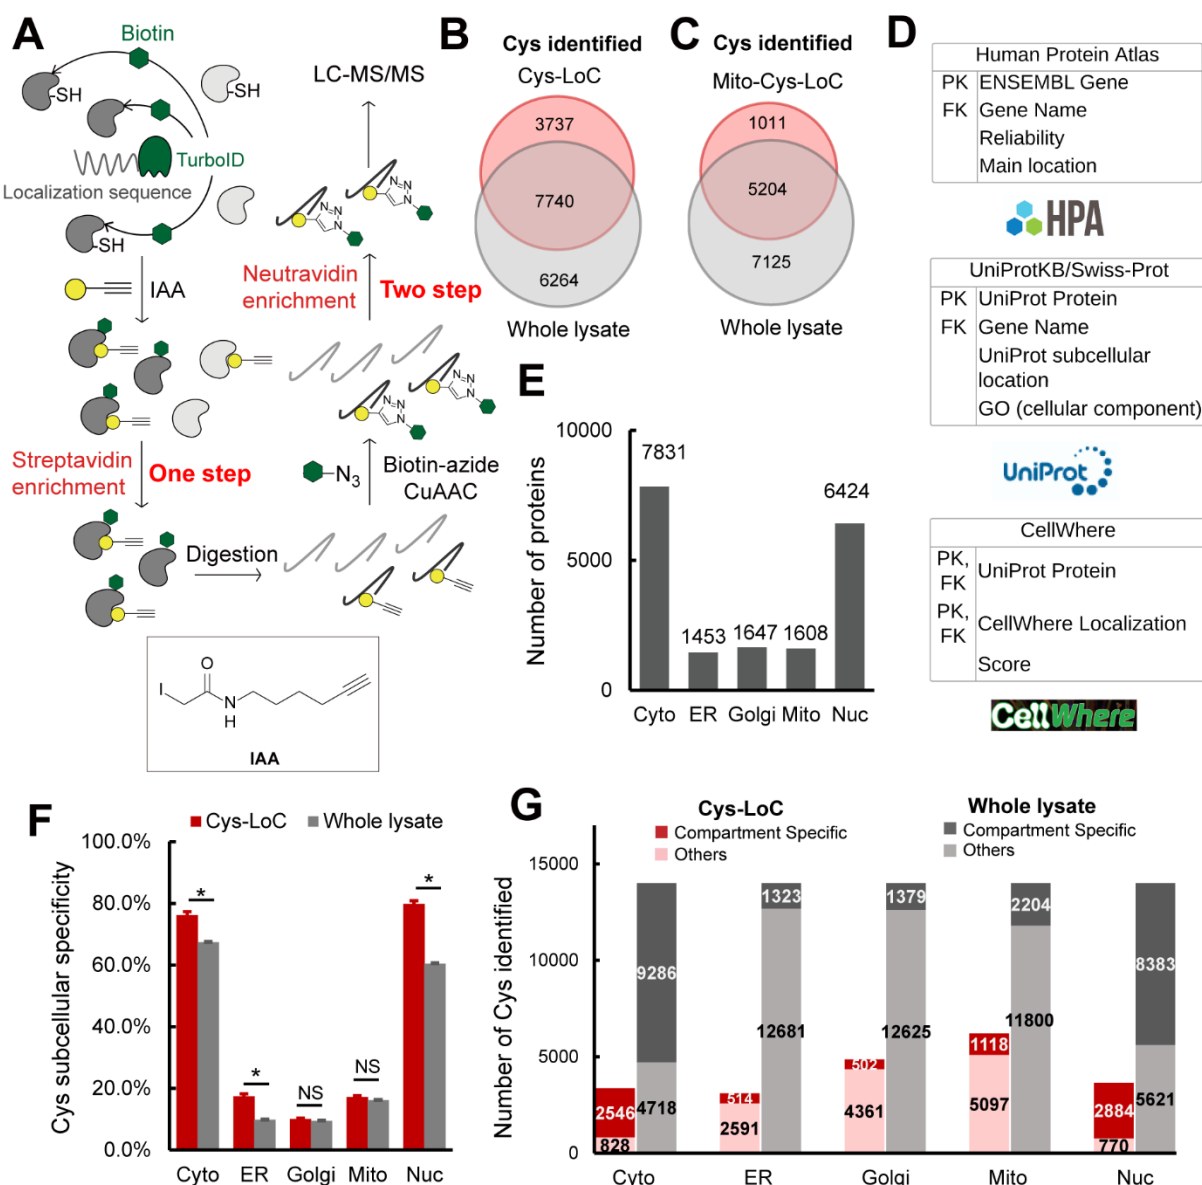 A
Biotin
-SH
TurboID
Localization sequence
-SH
IAA
Streptavidin
enrichment
One step
Digestion
N3
Biotin-azide
CuAAC
Neutravidin
enrichment
Two step
N
N
N
N
N
N
N
N
N
N
N
N
LC-MS/MS
SH
I
O
N
H
IAA
B
Cys identified
Cys-LoC
3737
7740
6264
Whole lysate
C
Cys identified
Mito-Cys-LoC
1011
5204
7125
Whole lysate
D
Human Protein Atlas
PK ENSEMBL Gene
FK Gene Name
Reliability
Main location
HPA
UniProtKB/Swiss-Prot
PK UniProt Protein
FK Gene Name
UniProt subcellular
location
GO (cellular component)
UniProt
CellWhere
PK,
FK UniProt Protein
PK,
FK CellWhere Localization
Score
CellWhere
E
Number of proteins
10000
5000
0
7831
1453
1647
1608
6424
Cyto ER Golgi Mito Nuc
F
Cys-LoC Whole lysate
Cys subcellular specificity
100.0%
80.0%
60.0%
40.0%
20.0%
0.0%
*
*
NS
NS
*
Cyto ER Golgi Mito Nuc
G
Cys-LoC
Compartment Specific
Others
Whole lysate
Compartment Specific
Others
Number of Cys identified
15000
10000
5000
0
2546
828
9286
4718
514
2591
1323
12681
502
4361
1379
12625
1118
5097
2204
11800
2884
770
8383
5621
Cyto ER Golgi Mito Nuc